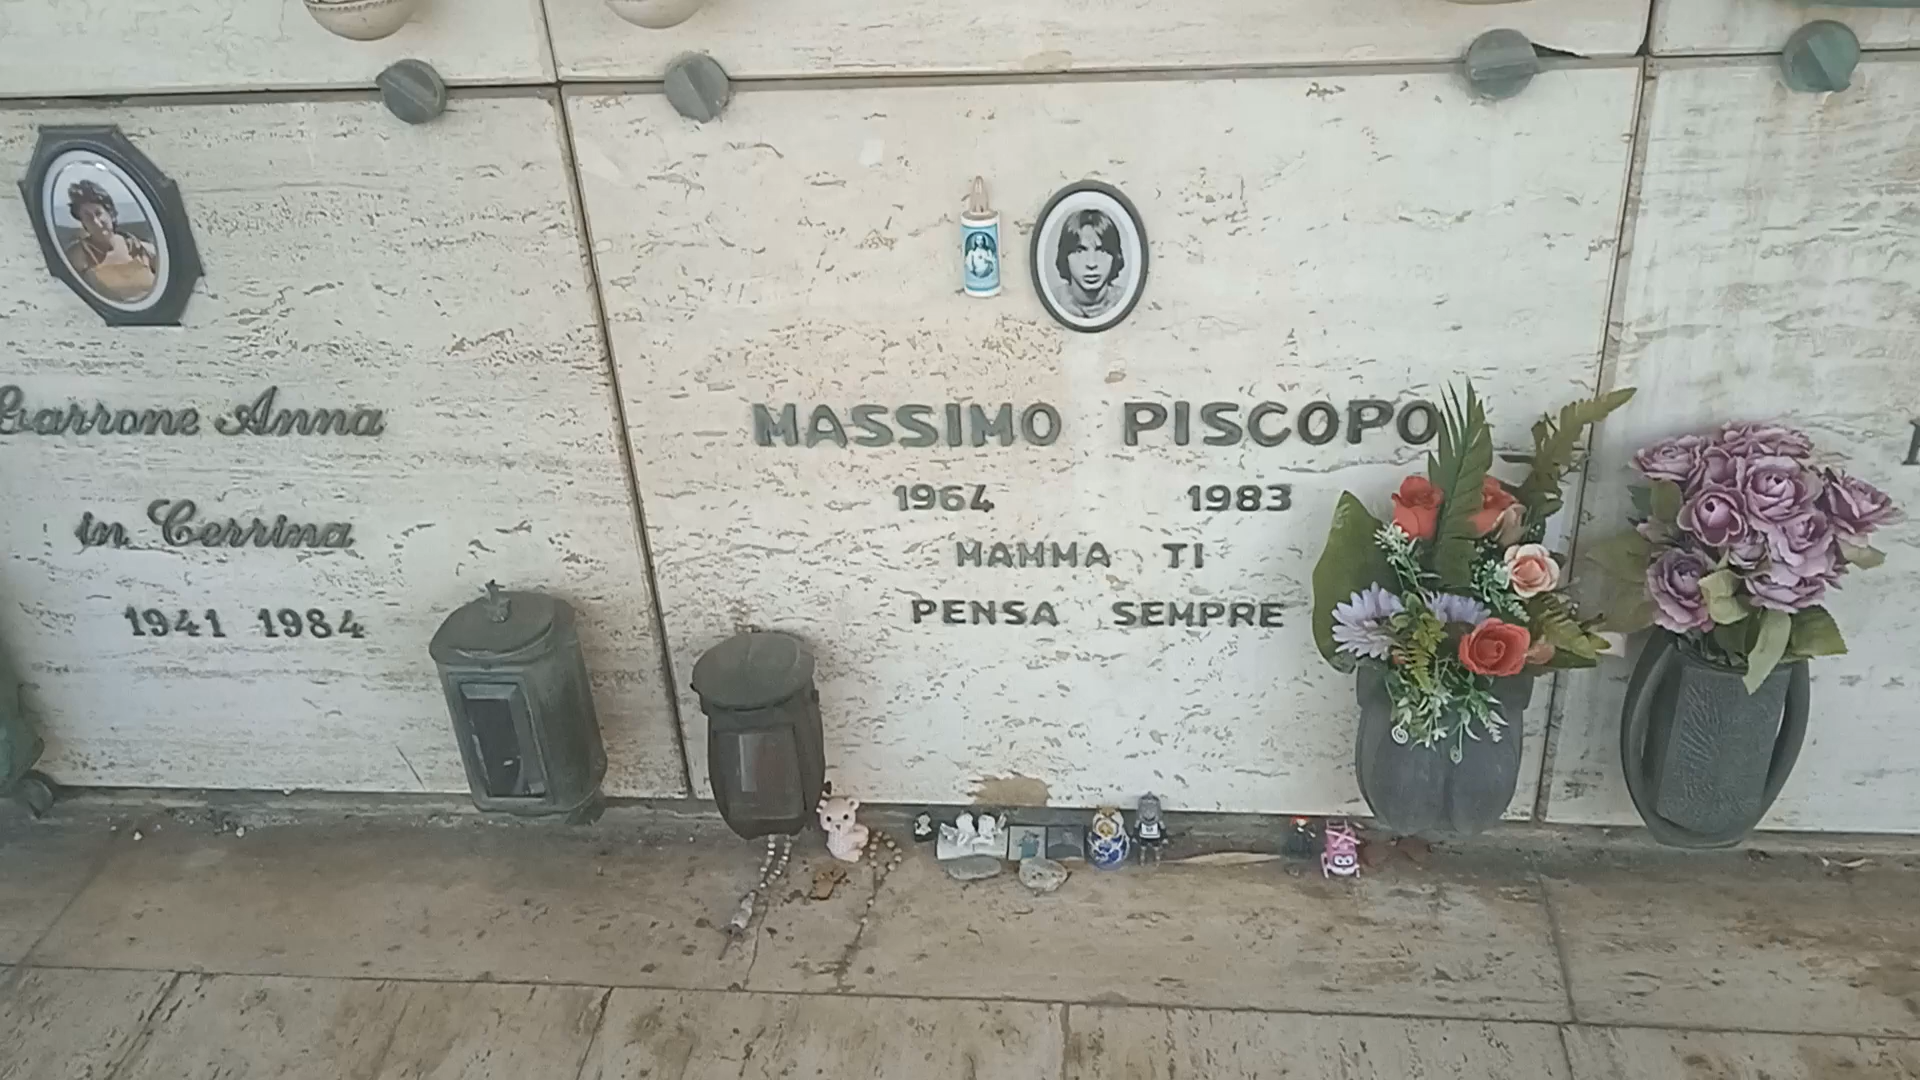 Garrone Anna
in Cerrina
1941 1984
MASSIMO PISCOPO
1964 1983
MAMMA TI
PENSA SEMPRE